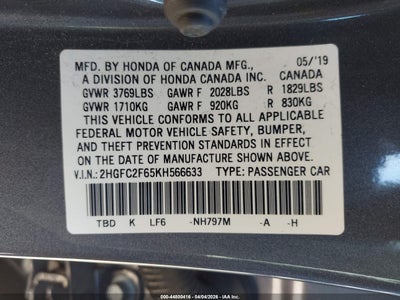 MFD. BY HONDA OF CANADA MFG., 05/'19
A DIVISION OF HONDA CANADA INC. CANADA
GVWR 3769LBS GAWR F 2028LBS R 1829LBS
GVWR 1710KG GAWR F 920KG R 830KG
THIS VEHICLE CONFORMS TO ALL APPLICABLE
FEDERAL MOTOR VEHICLE SAFETY, BUMPER,
AND THEFT PREVENTION STANDARDS IN EFFECT
ON THE DATE OF MANUFACTURE SHOWN ABOVE.
V.I.N.: 2HGFC2F65KH566633 TYPE: PASSENGER CAR
TBD K LF6 -NH797M -A -H
000-44800416 - 04/04/2026 - IAA Inc.